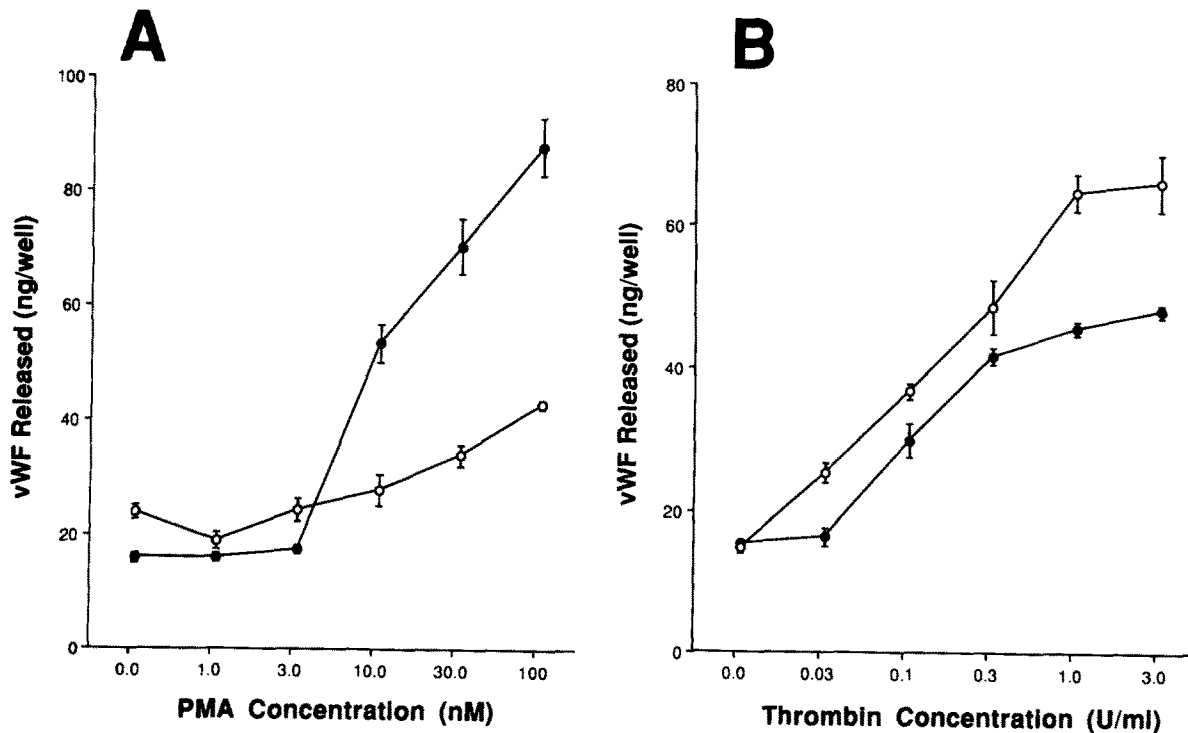 A
100
80
60
40
20
0
vWF Released (ng/well)
0.0 1.0 3.0 10.0 30.0 100
PMA Concentration (nM)
B
80
60
40
20
0
vWF Released (ng/well)
0.0 0.03 0.1 0.3 1.0 3.0
Thrombin Concentration (U/ml)